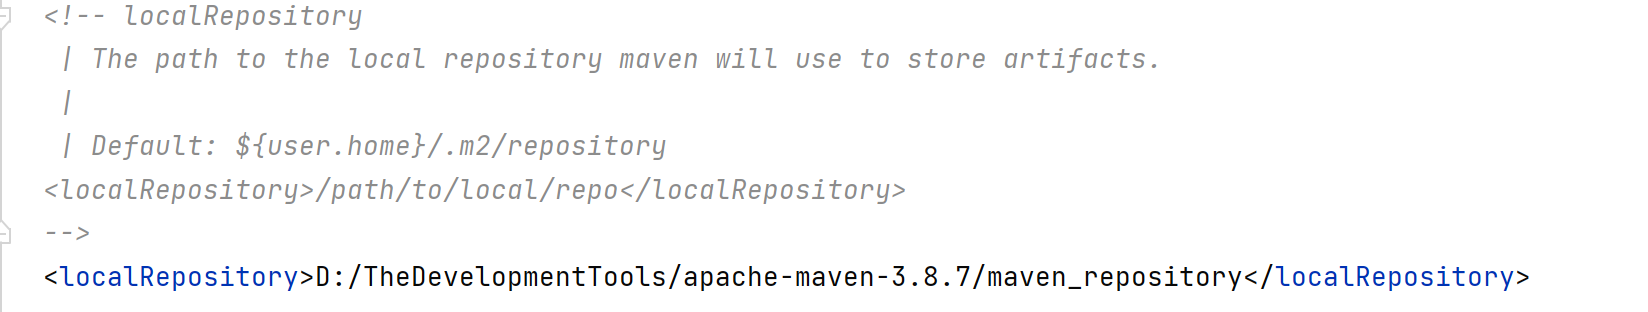 <!-- localRepository
 | The path to the local repository maven will use to store artifacts.
 |
 | Default: ${user.home}/.m2/repository
<localRepository>/path/to/local/repo</localRepository>
-->
<localRepository>D:/TheDevelopmentTools/apache-maven-3.8.7/maven_repository</localRepository>